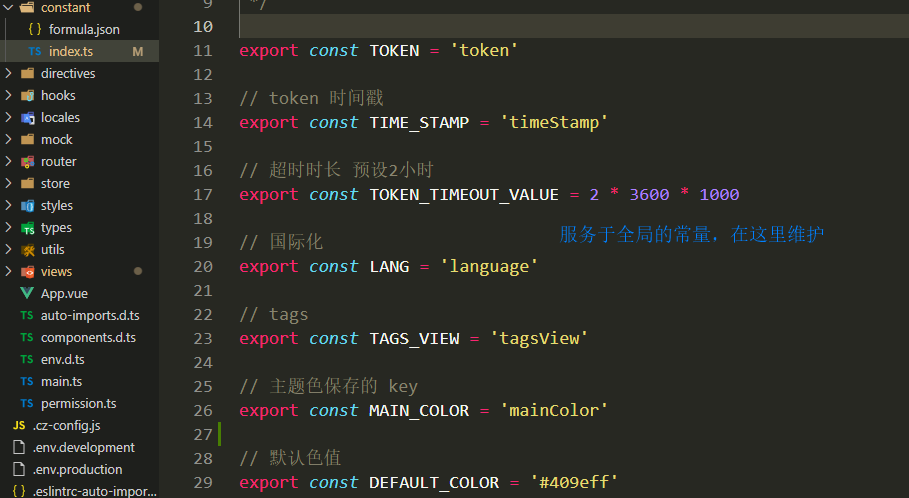 constant
formula.json
index.ts M
directives
hooks
locales
mock
router
store
styles
types
utils
views
App.vue
auto-imports.d.ts
components.d.ts
env.d.ts
main.ts
permission.ts
.cz-config.js
.env.development
.env.production
.eslintrc-auto-impor...
9 */
10
11 export const TOKEN = 'token'
12
13 // token 时间戳
14 export const TIME_STAMP = 'timeStamp'
15
16 // 超时时长 预设2小时
17 export const TOKEN_TIMEOUT_VALUE = 2 * 3600 * 1000
18
服务于全局的常量，在这里维护
19 // 国际化
20 export const LANG = 'language'
21
22 // tags
23 export const TAGS_VIEW = 'tagsView'
24
25 // 主题色保存的 key
26 export const MAIN_COLOR = 'mainColor'
27
28 // 默认色值
29 export const DEFAULT_COLOR = '#409eff'